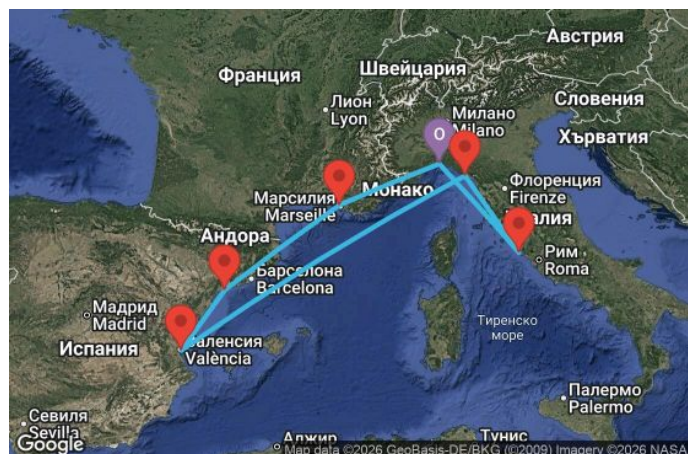 Австрия
Франция
Швейцария
Словения
Лион
Lyon
Милано
Milano
O
Хърватия
Марсилия
Marseille
Монако
Флоренция
Firenze
Андора
Рим
Roma
Барселона
Barcelona
Мадрид
Madrid
Испания
València
Тиренско
море
Палермо
Palermo
Севиля
Sevilla
Google
Алжир
Тунис
Map data ©2026 GeoBasis-DE/BKG (©2009) Imagery ©2026 NASA